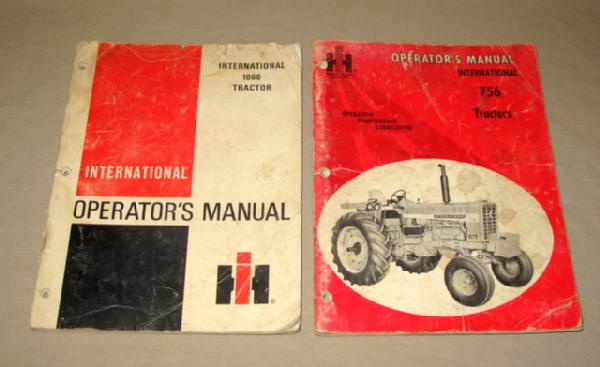 INTERNATIONAL
1066
TRACTOR
INTERNATIONAL®
OPERATOR'S MANUAL
IH®
IH
OPERATOR'S MANUAL
INTERNATIONAL
756
Tractors
OPERATION
MAINTENANCE
LUBRICATION